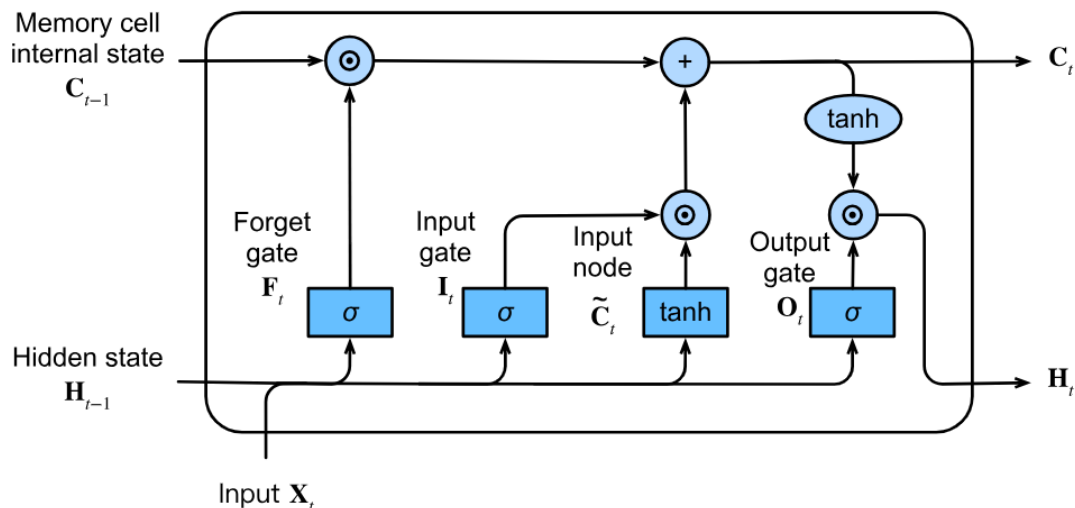 Memory cell
internal state
C_{t−1}
⊙
+
C_t
tanh
Forget
gate
F_t
Input
gate
I_t
⊙
Input
node
C̃_t
Output
gate
O_t
⊙
σ
σ
tanh
σ
Hidden state
H_{t−1}
H_t
Input X_t